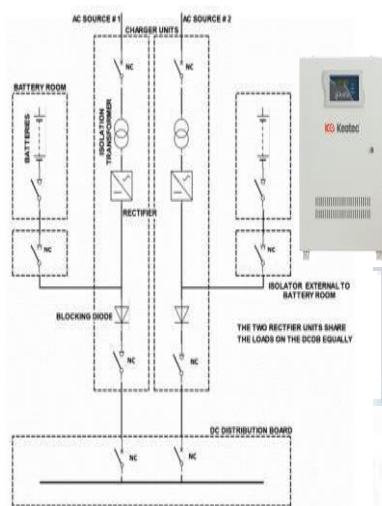 AC SOURCE # 1
AC SOURCE # 2
CHARGER UNITS
NC
NC
BATTERY ROOM
BATTERIES
ISOLATION
TRANSFORMER
KG Keatec
RECTIFIER
NC
NC
ISOLATOR EXTERNAL TO
BATTERY ROOM
BLOCKING DIODE
THE TWO RECTFIER UNITS SHARE
THE LOADS ON THE DCDB EQUALLY
NC
NC
DC DISTRIBUTION BOARD
NC
NC